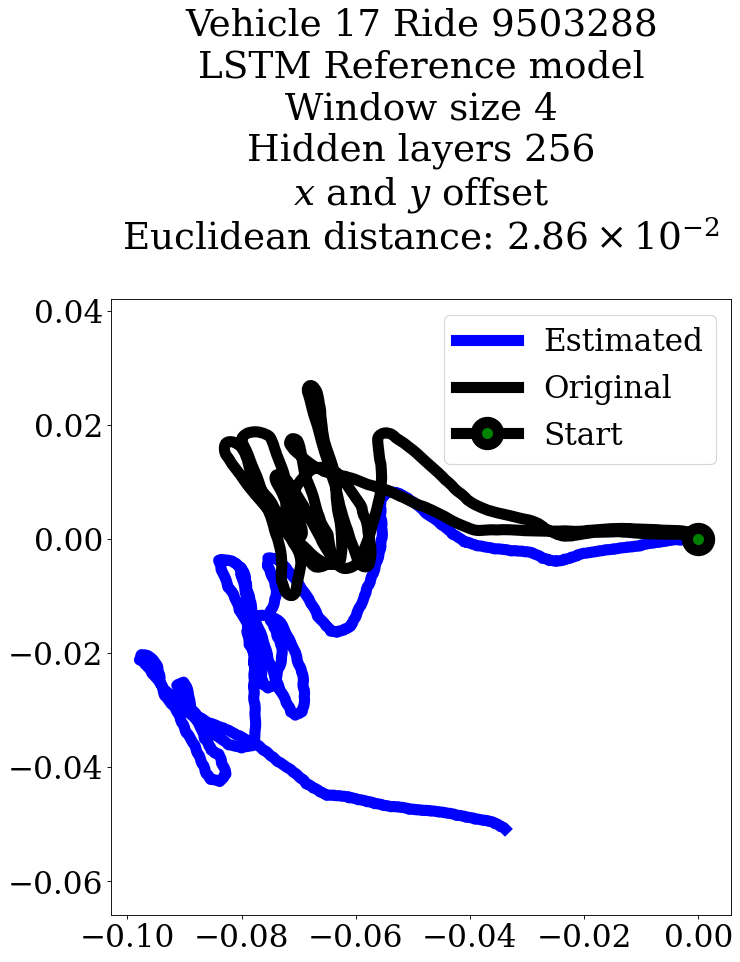 Vehicle 17 Ride 9503288
LSTM Reference model
Window size 4
Hidden layers 256
x and y offset
Euclidean distance: 2.86 × 10⁻²
0.04
0.02
0.00
−0.02
−0.04
−0.06
Estimated
Original
Start
−0.10 −0.08 −0.06 −0.04 −0.02 0.00